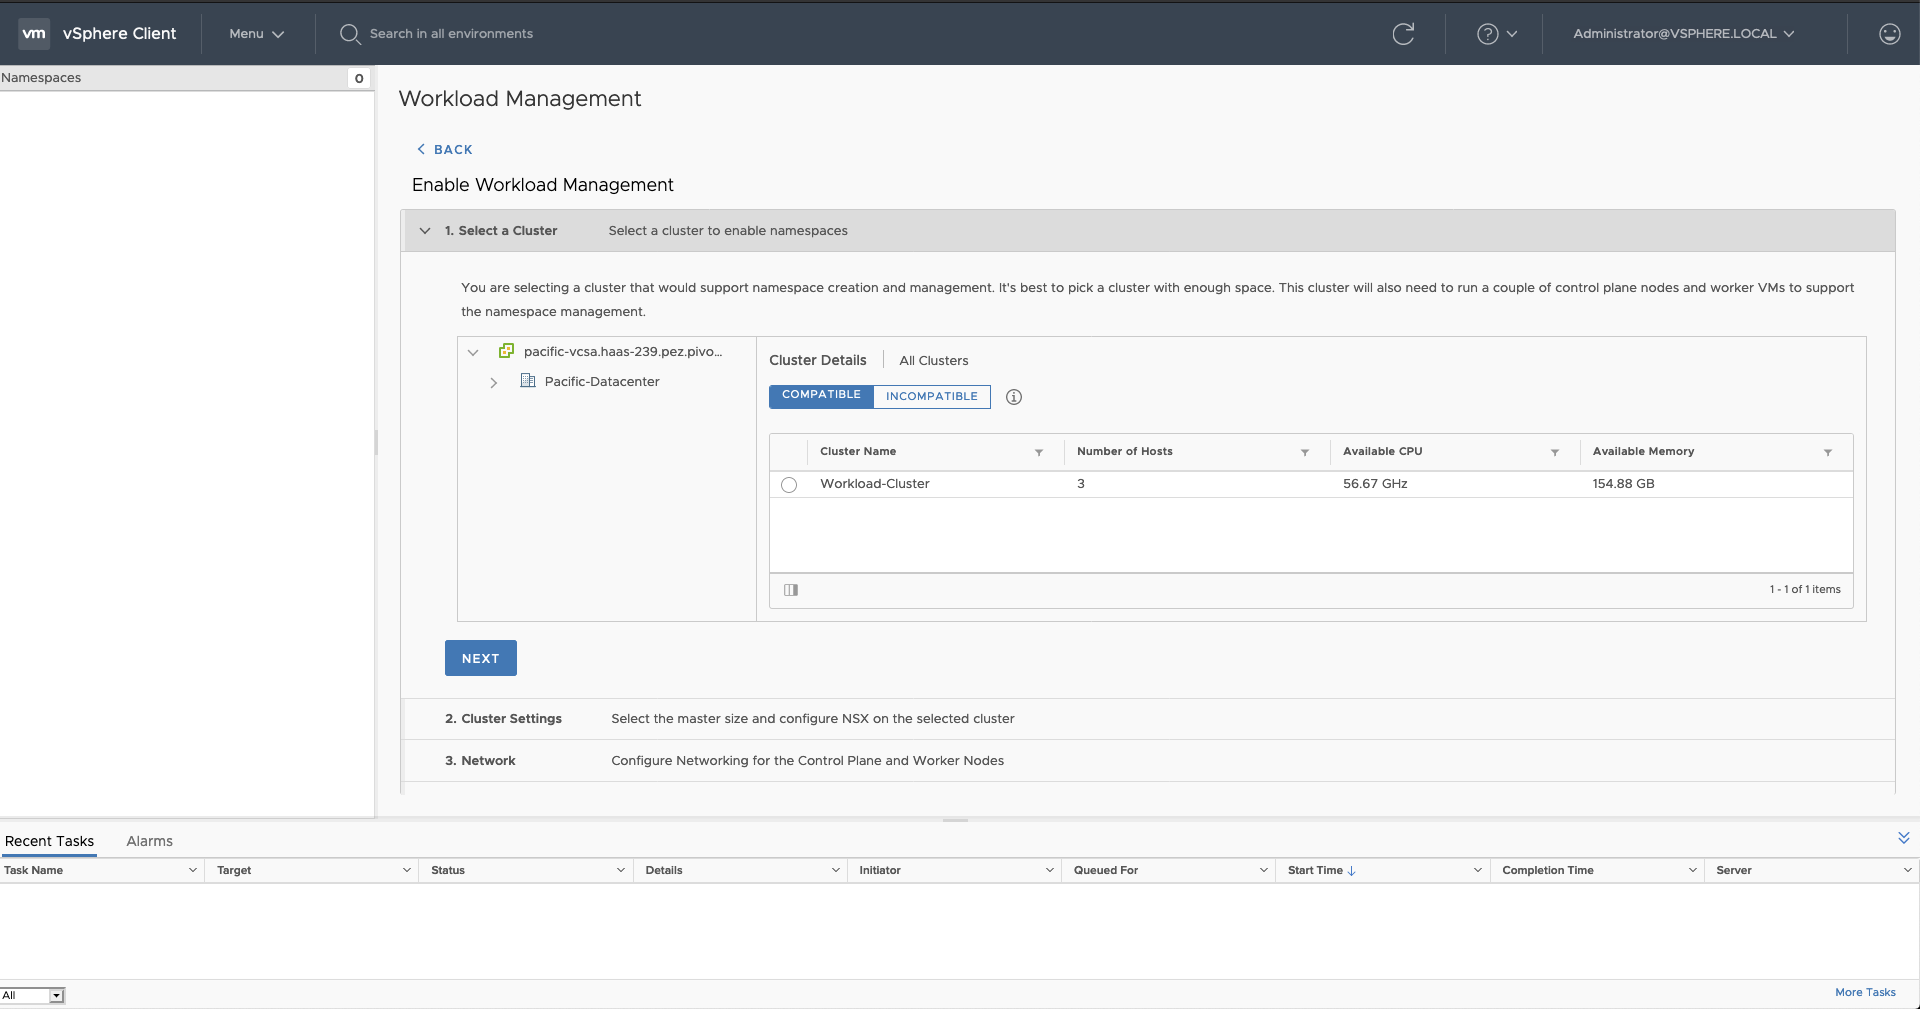 vm vSphere Client Menu Search in all environments Administrator@VSPHERE.LOCAL
Namespaces 0
Workload Management
BACK
Enable Workload Management
1. Select a Cluster Select a cluster to enable namespaces
You are selecting a cluster that would support namespace creation and management. It's best to pick a cluster with enough space. This cluster will also need to run a couple of control plane nodes and worker VMs to support
the namespace management.
pacific-vcsa.haas-239.pez.pivo...
Pacific-Datacenter
Cluster Details All Clusters
COMPATIBLE INCOMPATIBLE
Cluster Name Number of Hosts Available CPU Available Memory
Workload-Cluster 3 56.67 GHz 154.88 GB
1 - 1 of 1 items
NEXT
2. Cluster Settings Select the master size and configure NSX on the selected cluster
3. Network Configure Networking for the Control Plane and Worker Nodes
Recent Tasks Alarms
Task Name Target Status Details Initiator Queued For Start Time Completion Time Server
All More Tasks